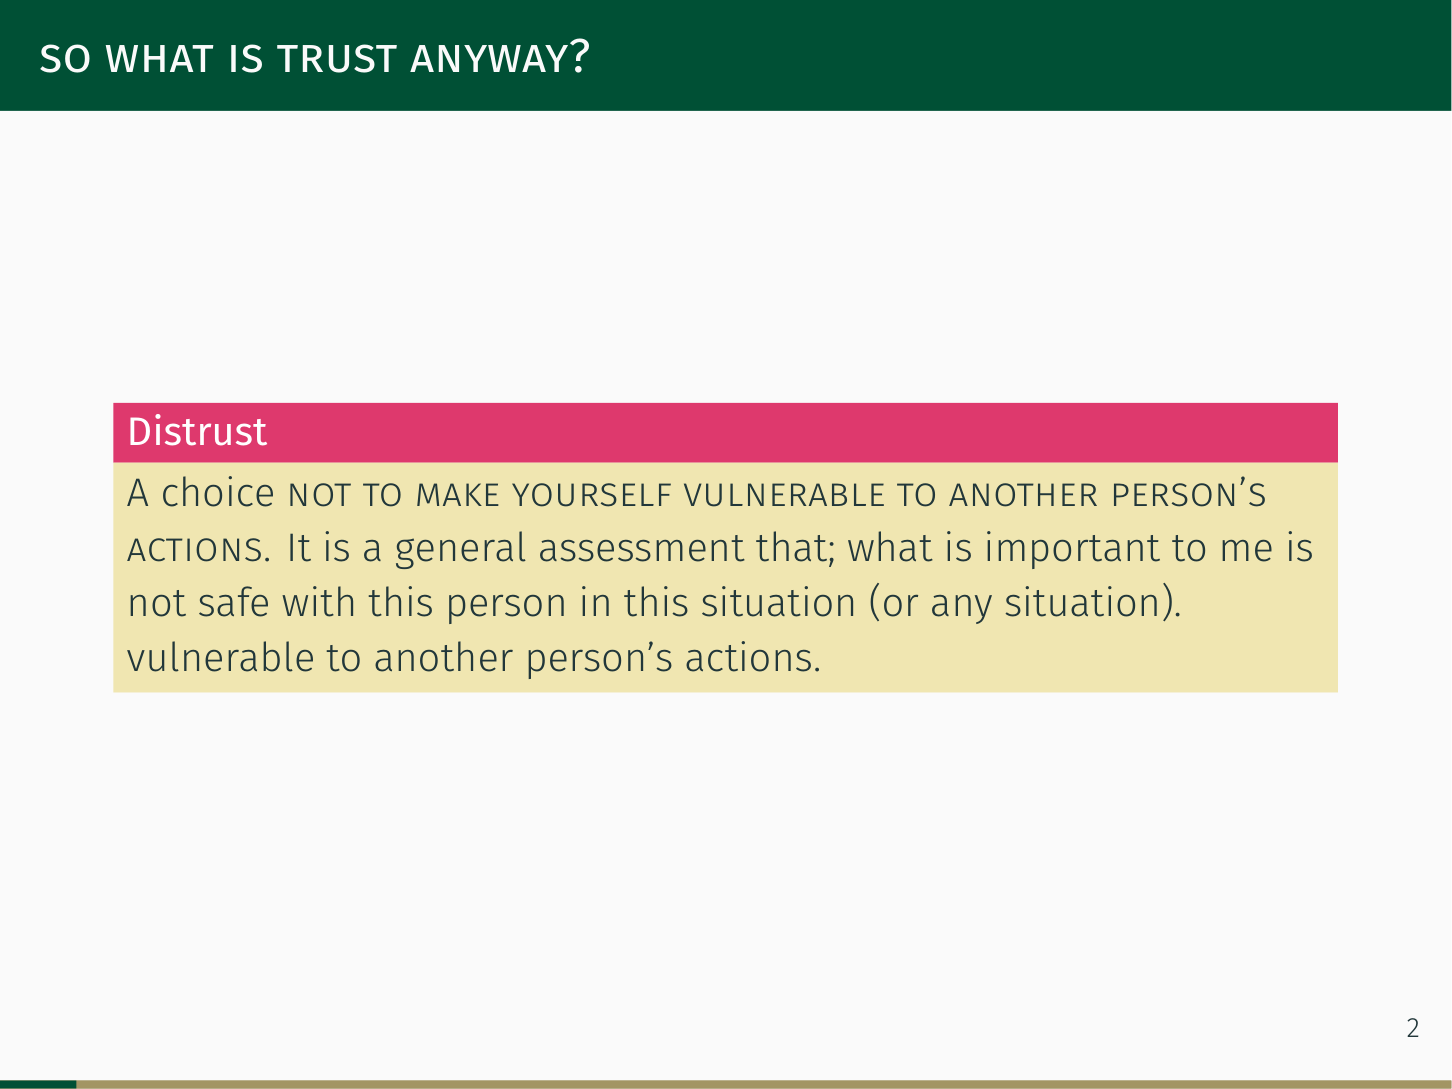 SO WHAT IS TRUST ANYWAY?
Distrust
A choice NOT TO MAKE YOURSELF VULNERABLE TO ANOTHER PERSON’S
ACTIONS. It is a general assessment that; what is important to me is
not safe with this person in this situation (or any situation).
vulnerable to another person’s actions.
2